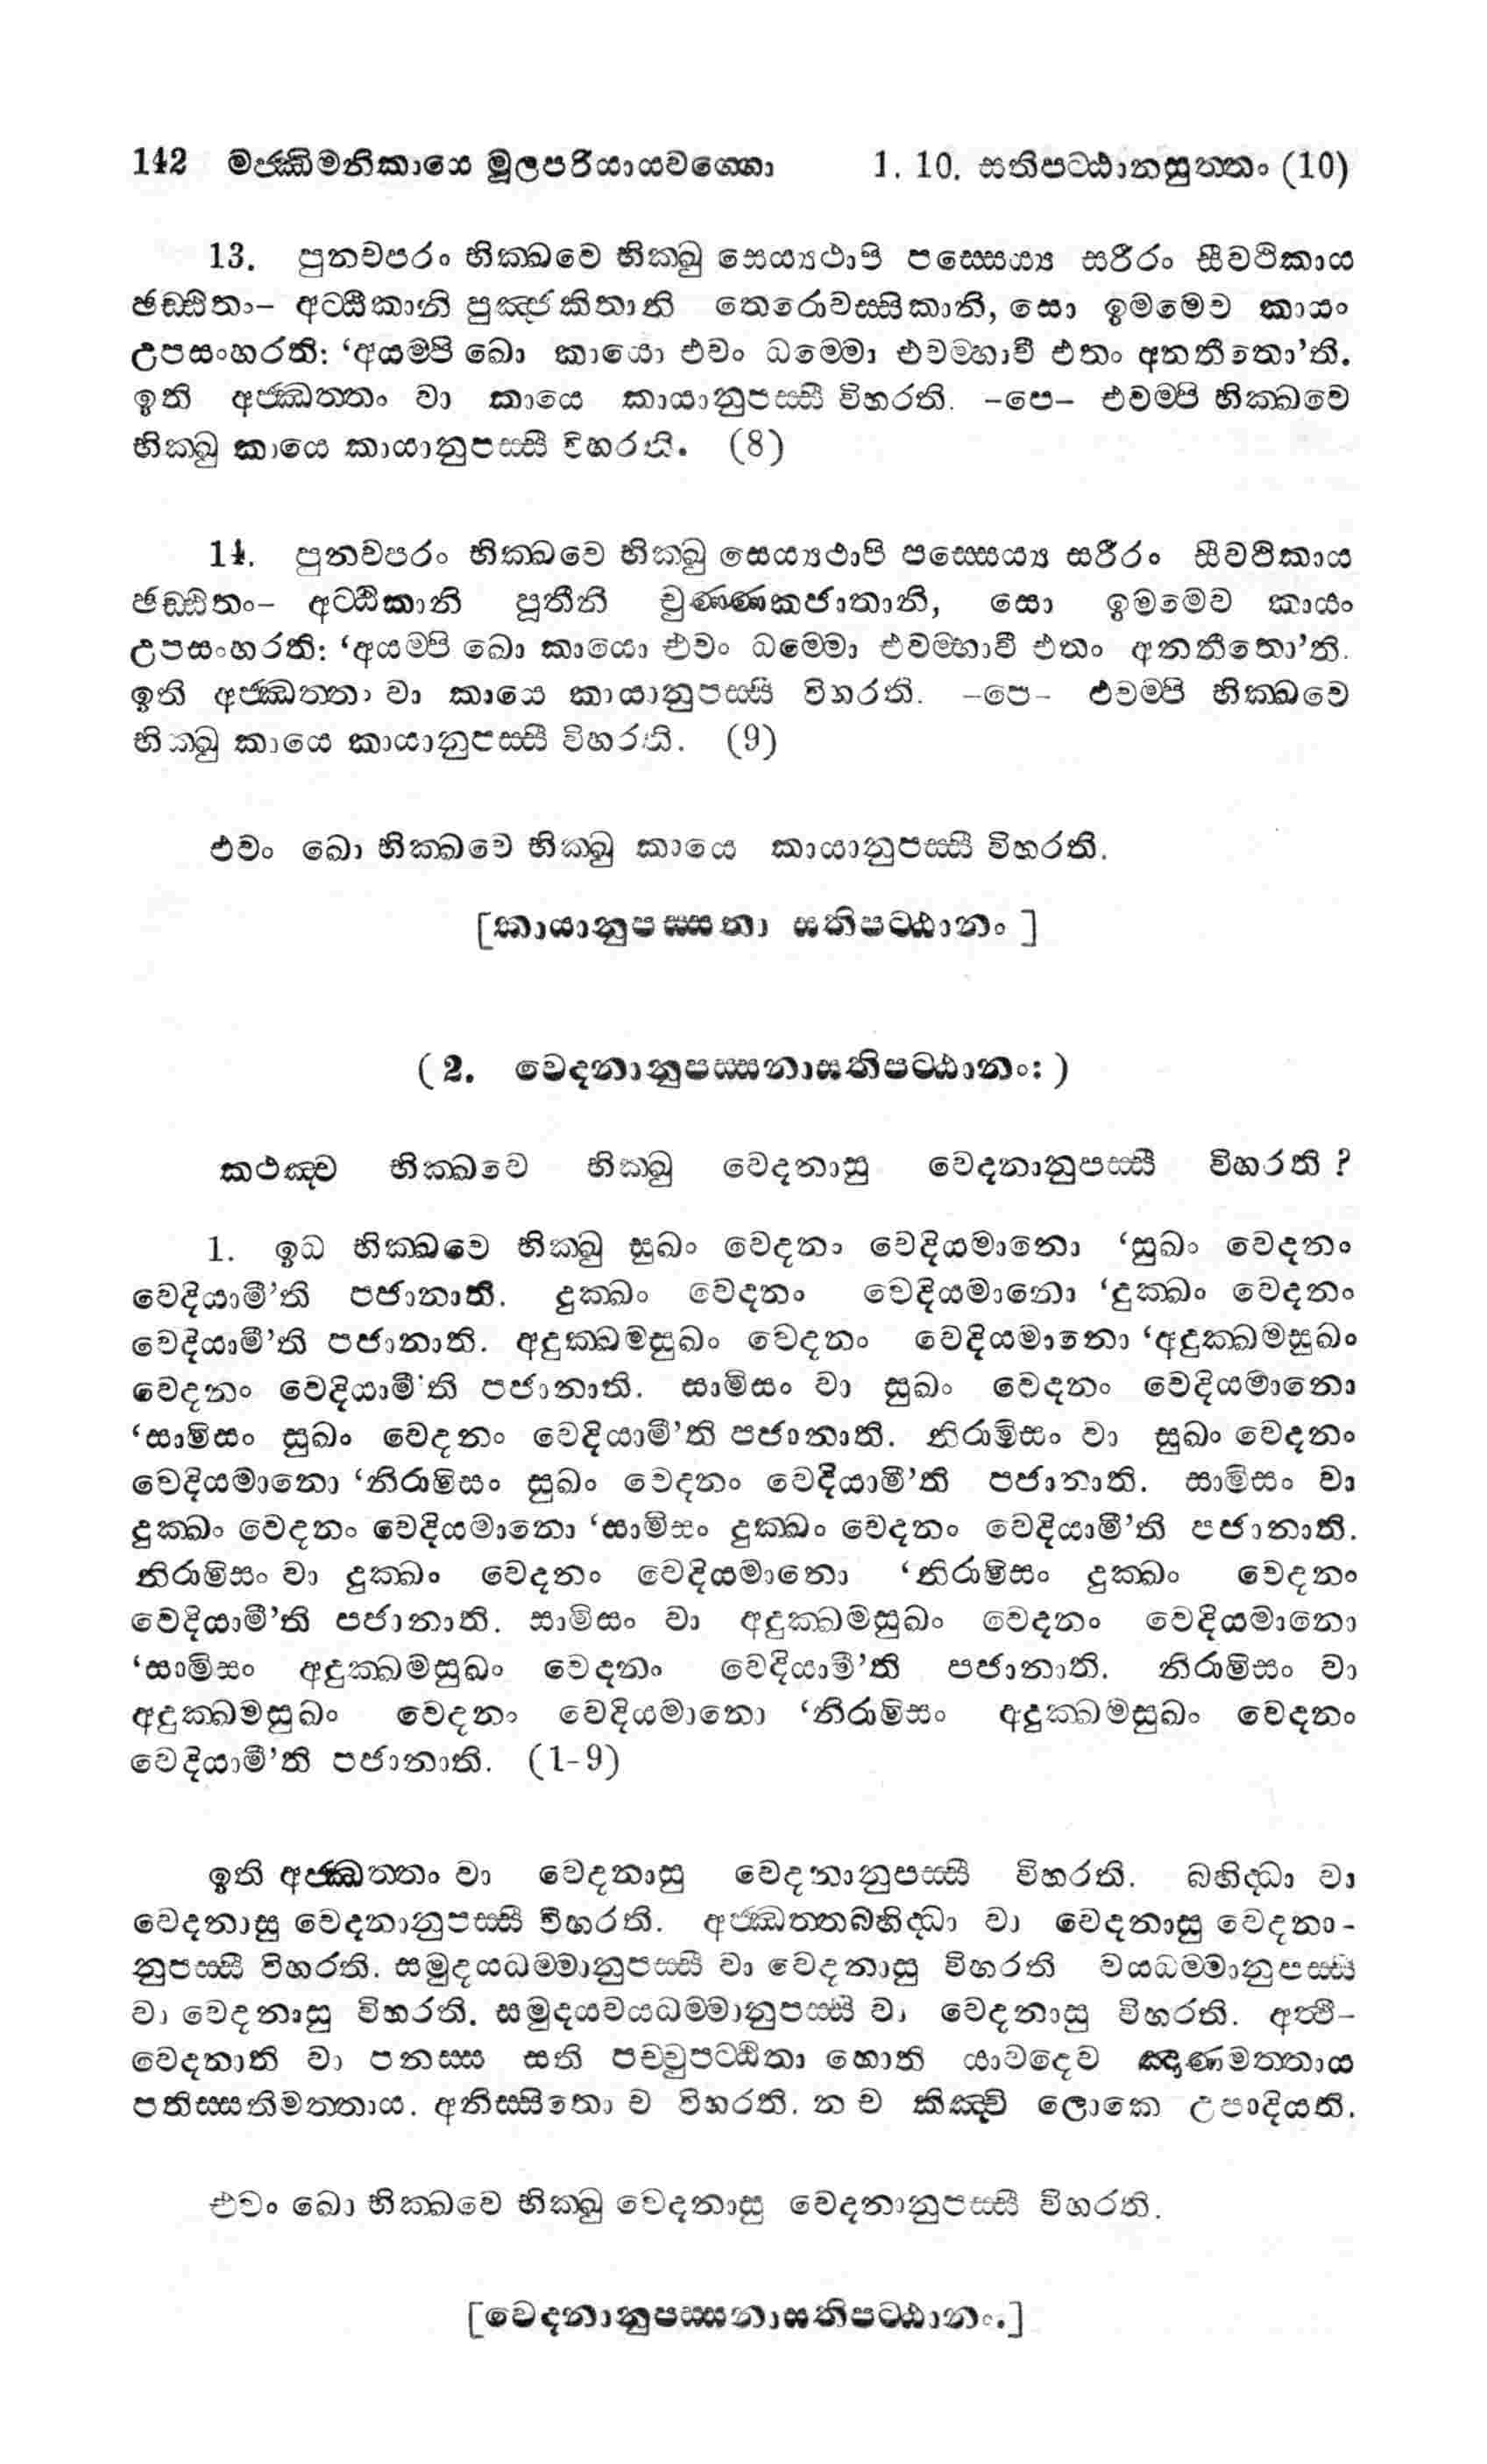 142 මජ්ඣිමනිකායෙ මූලපරියායවග්ගො 1. 10. සතිපට්ඨානසුත්තං (10)
13. පුනචපරං භික්ඛවෙ භික්ඛු සෙය්‍යථාපි පස්සෙය්‍ය සරීරං සීවථිකාය
ඡඩ්ඩිතං- අට්ඨිකානි පුඤ්ජකිතානි තෙරොවස්සිකානි, සො ඉමමෙව කායං
උපසංහරති: ‘අයම්පි ඛො කායො එවං ධම්මො එවම්භාවී එතං අනතීතො’ති.
ඉති අජ්ඣත්තං වා කායෙ කායානුපස්සී විහරති. -පෙ- එවම්පි භික්ඛවෙ
භික්ඛු කායෙ කායානුපස්සී විහරති. (8)
14. පුනචපරං භික්ඛවෙ භික්ඛු සෙය්‍යථාපි පස්සෙය්‍ය සරීරං සීවථිකාය
ඡඩ්ඩිතං- අට්ඨිකානි පූතීනි චුණ්ණකජාතානි, සො ඉමමෙව කායං
උපසංහරති: ‘අයම්පි ඛො කායො එවං ධම්මො එවම්භාවී එතං අනතීතො’ති.
ඉති අජ්ඣත්තං වා කායෙ කායානුපස්සී විහරති. -පෙ- එවම්පි භික්ඛවෙ
භික්ඛු කායෙ කායානුපස්සී විහරති. (9)
එවං ඛො භික්ඛවෙ භික්ඛු කායෙ කායානුපස්සී විහරති.
[කායානුපස්සනා සතිපට්ඨානං ]
( 2. වෙදනානුපස්සනාසතිපට්ඨානං: )
කථඤ්ච භික්ඛවෙ භික්ඛු වෙදනාසු වෙදනානුපස්සී විහරති ?
1. ඉධ භික්ඛවෙ භික්ඛු සුඛං වෙදනං වෙදියමානො ‘සුඛං වෙදනං
වෙදියාමී’ති පජානාති. දුක්ඛං වෙදනං වෙදියමානො ‘දුක්ඛං වෙදනං
වෙදියාමී’ති පජානාති. අදුක්ඛමසුඛං වෙදනං වෙදියමානො ‘අදුක්ඛමසුඛං
වෙදනං වෙදියාමී’ති පජානාති. සාමිසං වා සුඛං වෙදනං වෙදියමානො
‘සාමිසං සුඛං වෙදනං වෙදියාමී’ති පජානාති. නිරාමිසං වා සුඛං වෙදනං
වෙදියමානො ‘නිරාමිසං සුඛං වෙදනං වෙදියාමී’ති පජානාති. සාමිසං වා
දුක්ඛං වෙදනං වෙදියමානො ‘සාමිසං දුක්ඛං වෙදනං වෙදියාමී’ති පජානාති.
නිරාමිසං වා දුක්ඛං වෙදනං වෙදියමානො ‘නිරාමිසං දුක්ඛං වෙදනං
වෙදියාමී’ති පජානාති. සාමිසං වා අදුක්ඛමසුඛං වෙදනං වෙදියමානො
‘සාමිසං අදුක්ඛමසුඛං වෙදනං වෙදියාමී’ති පජානාති. නිරාමිසං වා
අදුක්ඛමසුඛං වෙදනං වෙදියමානො ‘නිරාමිසං අදුක්ඛමසුඛං වෙදනං
වෙදියාමී’ති පජානාති. (1-9)
ඉති අජ්ඣත්තං වා වෙදනාසු වෙදනානුපස්සී විහරති. බහිද්ධා වා
වෙදනාසු වෙදනානුපස්සී විහරති. අජ්ඣත්තබහිද්ධා වා වෙදනාසු වෙදනා-
නුපස්සී විහරති. සමුදයධම්මානුපස්සී වා වෙදනාසු විහරති වයධම්මානුපස්සී
වා වෙදනාසු විහරති. සමුදයවයධම්මානුපස්සී වා වෙදනාසු විහරති. අත්ථි-
වෙදනාති වා පනස්ස සති පච්චුපට්ඨිතා හොති යාවදෙව ඤාණමත්තාය
පතිස්සතිමත්තාය. අනිස්සිතො ච විහරති. න ච කිඤ්චි ලොකෙ උපාදියති.
එවං ඛො භික්ඛවෙ භික්ඛු වෙදනාසු වෙදනානුපස්සී විහරති.
[වෙදනානුපස්සනාසතිපට්ඨානං.]